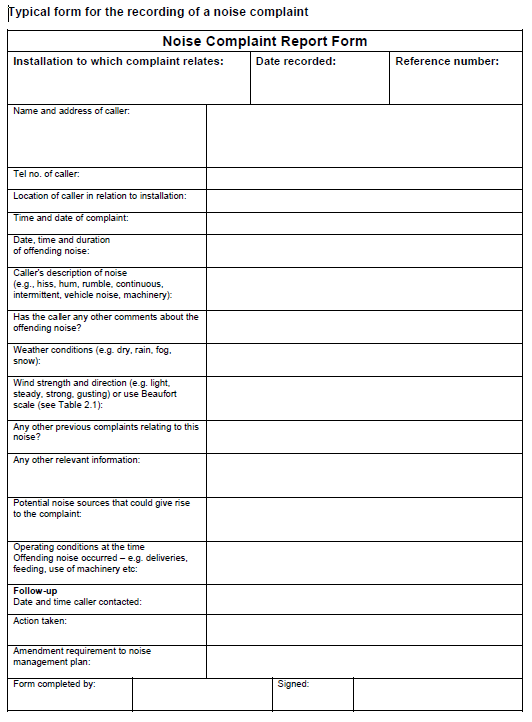 Typical form for the recording of a noise complaint
Noise Complaint Report Form
Installation to which complaint relates:
Date recorded:
Reference number:
Name and address of caller:
Tel no. of caller:
Location of caller in relation to installation:
Time and date of complaint:
Date, time and duration
of offending noise:
Caller's description of noise
(e.g., hiss, hum, rumble, continuous,
intermittent, vehicle noise, machinery):
Has the caller any other comments about the
offending noise?
Weather conditions (e.g. dry, rain, fog,
snow):
Wind strength and direction (e.g. light,
steady, strong, gusting) or use Beaufort
scale (see Table 2.1):
Any other previous complaints relating to this
noise?
Any other relevant information:
Potential noise sources that could give rise
to the complaint:
Operating conditions at the time
Offending noise occurred – e.g. deliveries,
feeding, use of machinery etc:
Follow-up
Date and time caller contacted:
Action taken:
Amendment requirement to noise
management plan:
Form completed by:
Signed: